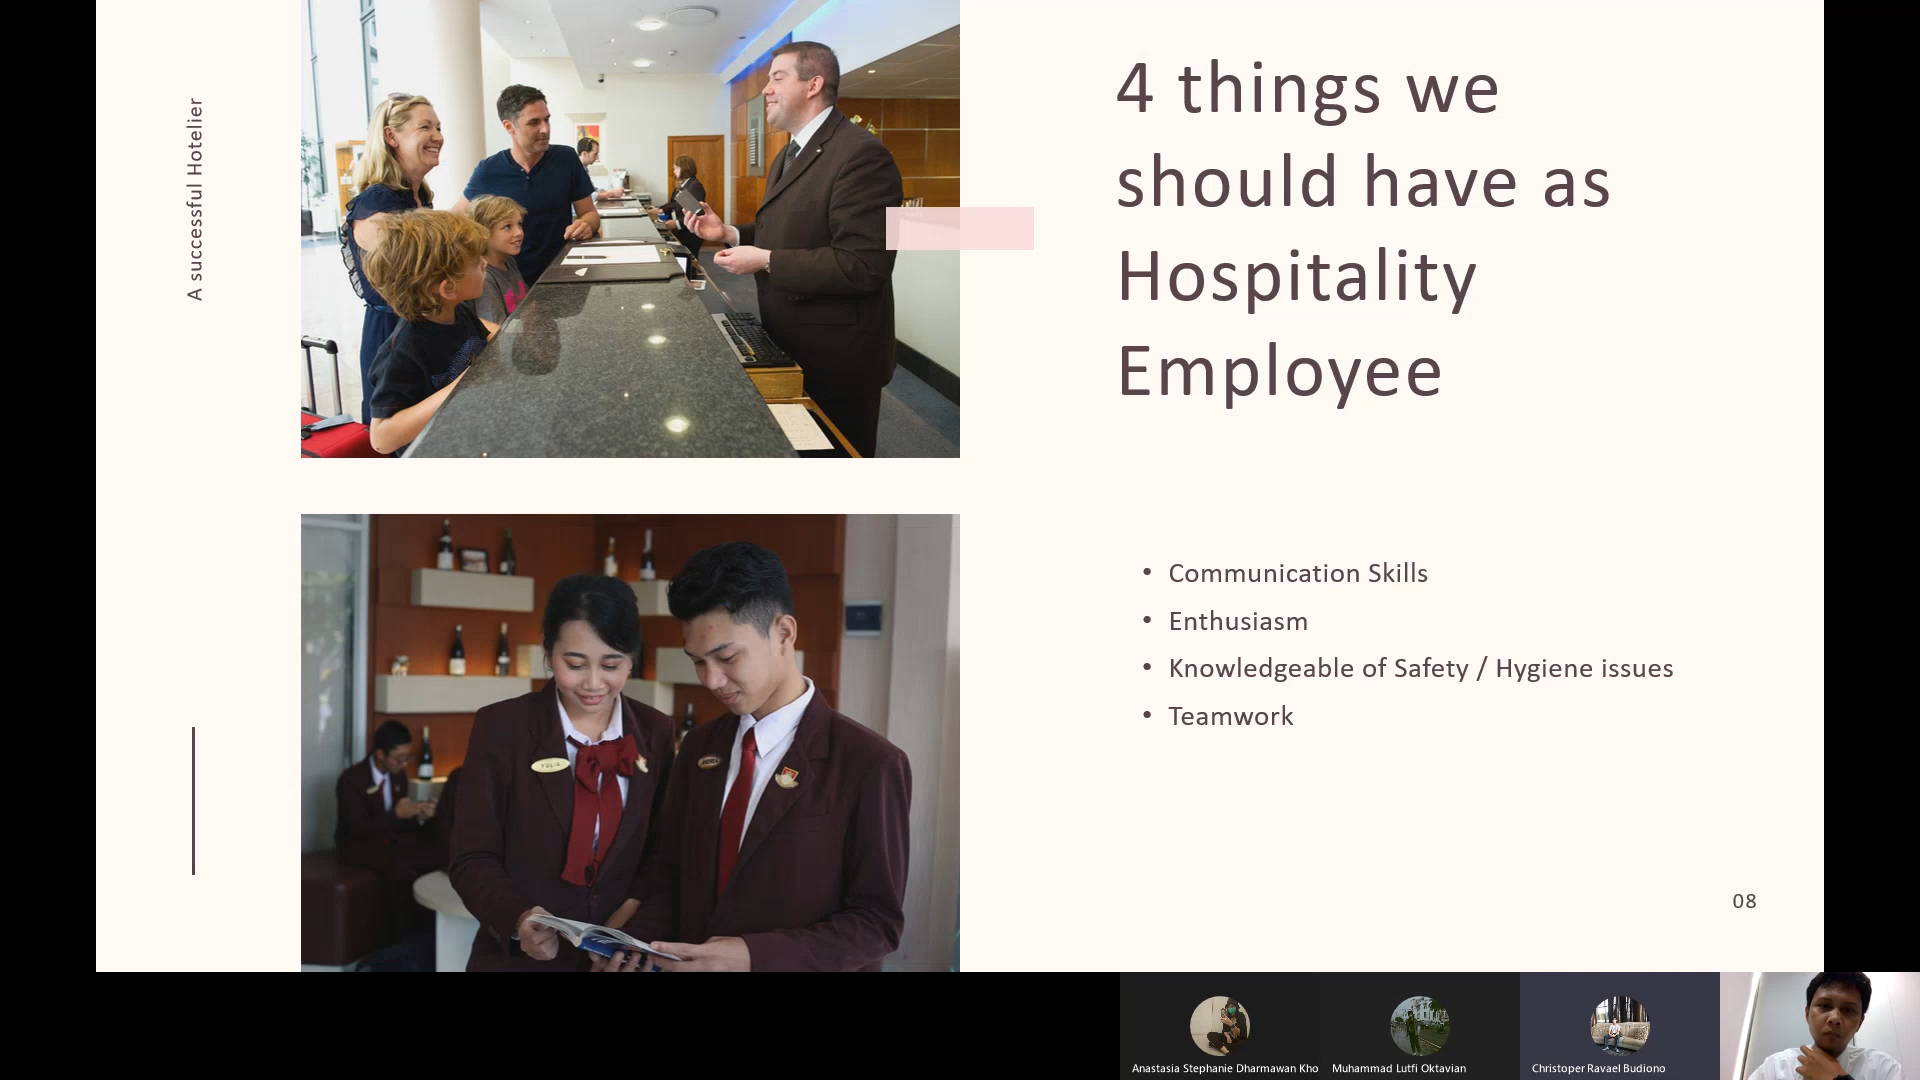 A successful Hotelier
4 things we
should have as
Hospitality
Employee
• Communication Skills
• Enthusiasm
• Knowledgeable of Safety / Hygiene issues
• Teamwork
08
YULIA
Anastasia Stephanie Dharmawan Kho
Muhammad Lutfi Oktavian
Christoper Ravael Budiono